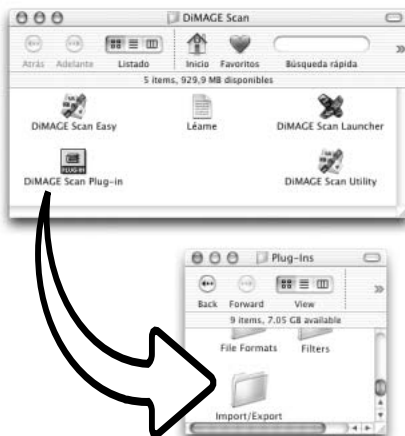 DiMAGE Scan
Atrás Adelante Listado Inicio Favoritos Búsqueda rápida
5 items, 929,9 MB disponibles
DiMAGE Scan Easy Léame DiMAGE Scan Launcher
PLUG-IN
DiMAGE Scan Plug-in DiMAGE Scan Utility
Plug-Ins
Back Forward View
9 items, 7.05 GB available
File Formats Filters
Import/Export